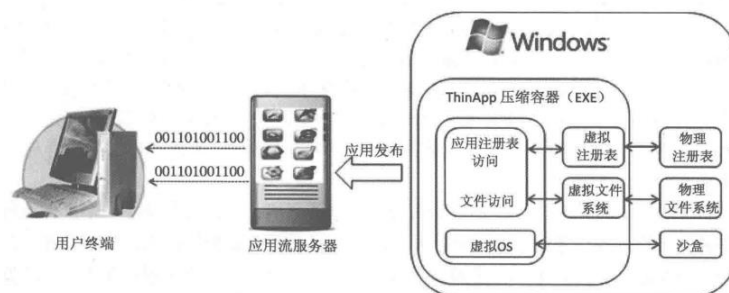 Windows
ThinApp 压缩容器（EXE）
001101001100
001101001100
应用发布
应用注册表
访问
文件访问
虚拟OS
虚拟
注册表
虚拟文件
系统
物理
注册表
物理
文件系统
沙盒
用户终端
应用流服务器